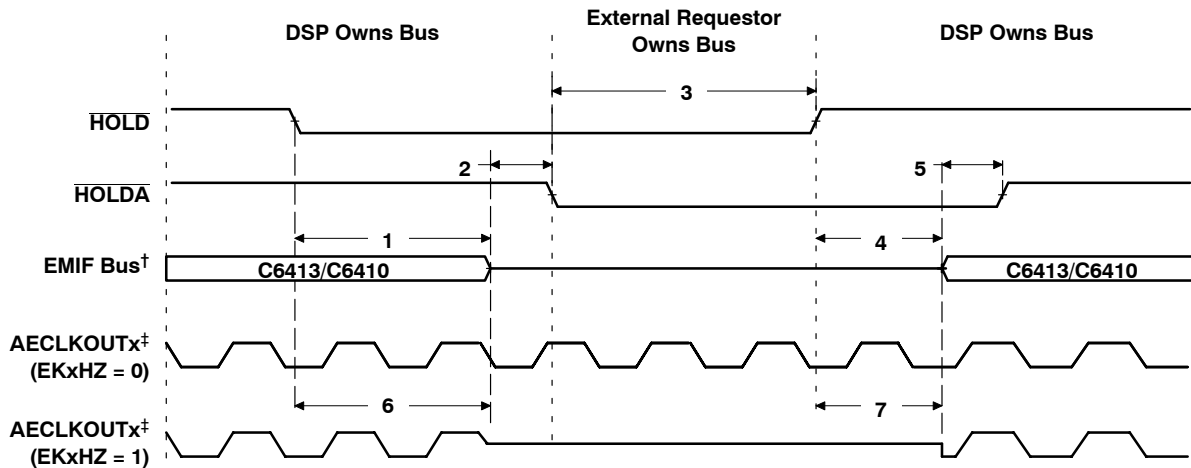 DSP Owns Bus
External Requestor
Owns Bus
DSP Owns Bus
3
HOLD
2
5
HOLDA
1
4
EMIF Bus†
C6413/C6410
C6413/C6410
AECLKOUTx‡
(EKxHZ = 0)
6
7
AECLKOUTx‡
(EKxHZ = 1)